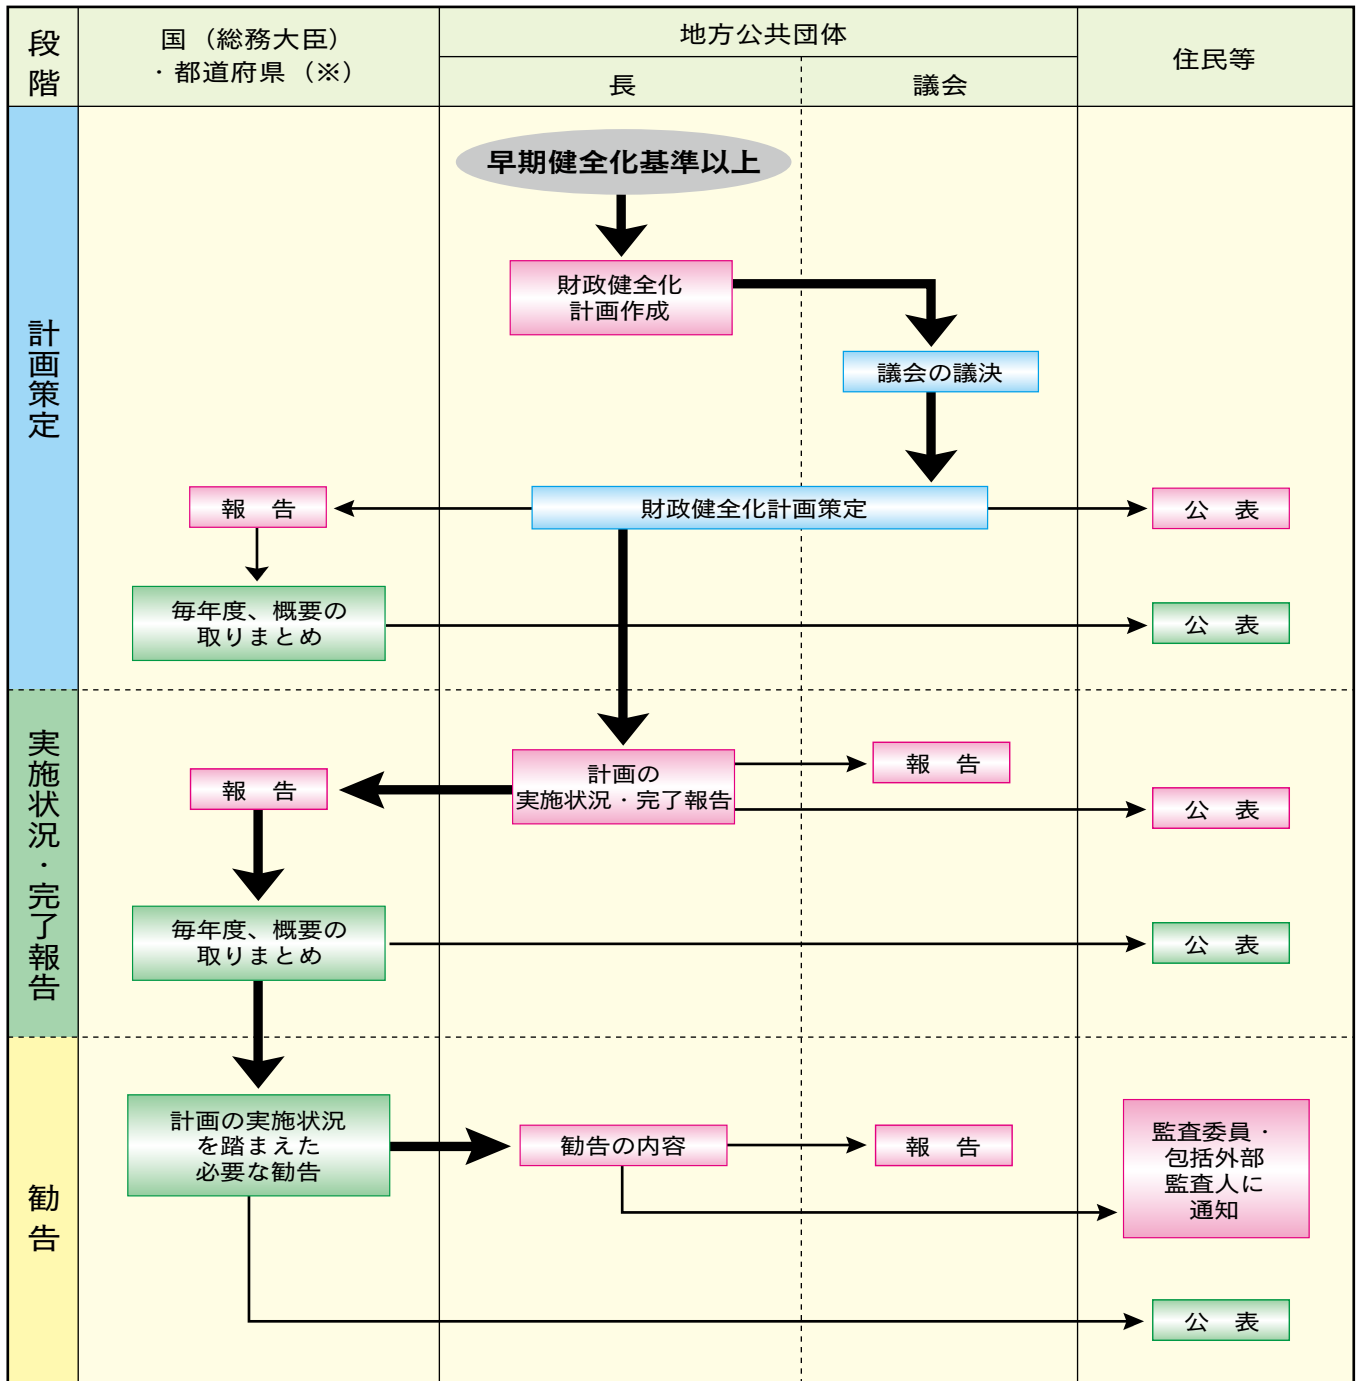 段階
国（総務大臣）
・都道府県（※）
地方公共団体
長
議会
住民等
計画策定
早期健全化基準以上
財政健全化
計画作成
議会の議決
報　告
財政健全化計画策定
公　表
毎年度、概要の
取りまとめ
公　表
実施状況・完了報告
報　告
計画の
実施状況・完了報告
報　告
公　表
毎年度、概要の
取りまとめ
公　表
勧告
計画の実施状況
を踏まえた
必要な勧告
勧告の内容
報　告
監査委員・
包括外部
監査人に
通知
公　表